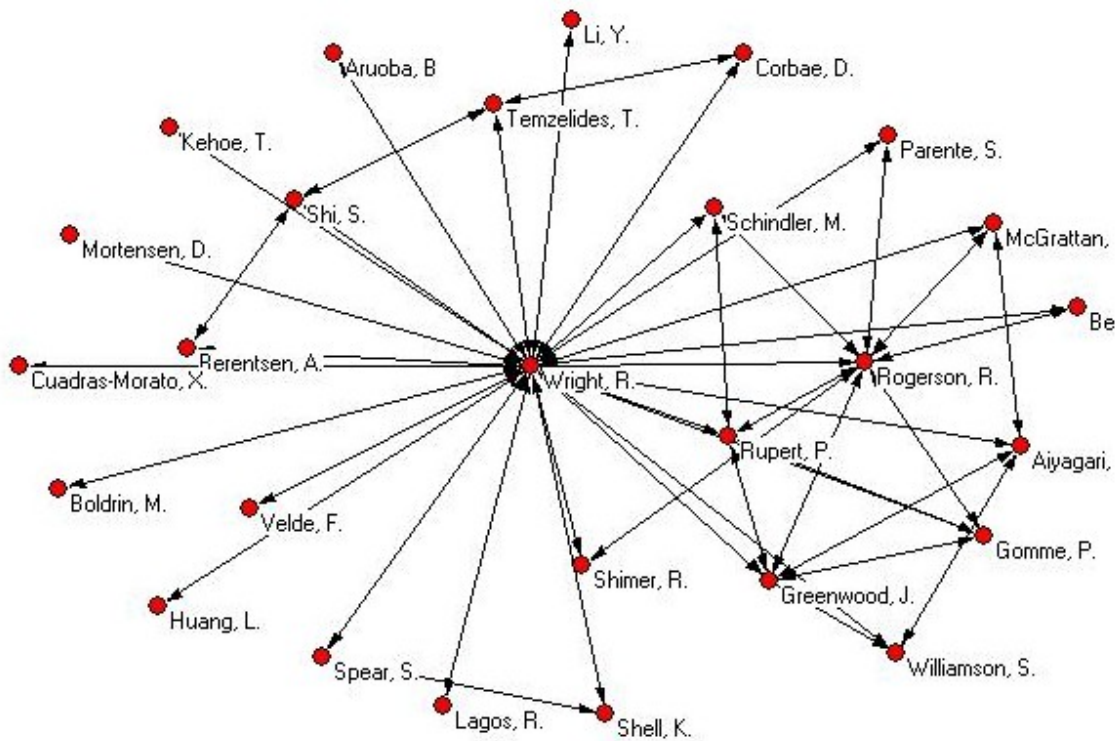 Li, Y.
Aruoba, B
Corbae, D.
Temzelides, T.
'Kehoe, T.
Parente, S.
'Shi, S.
'Schindler, M.
Mortensen, D.
McGrattan,
Be
Berentsen, A.
Cuadras-Morato, X.
Wright, R.
Rogerson, R.
Rupert, P.
Aiyagari,
Boldrin, M.
Velde, F.
Gomme, P.
Shimer, R.
Greenwood, J.
Huang, L.
Spear, S.
Williamson, S.
Lagos, R.
Shell, K.